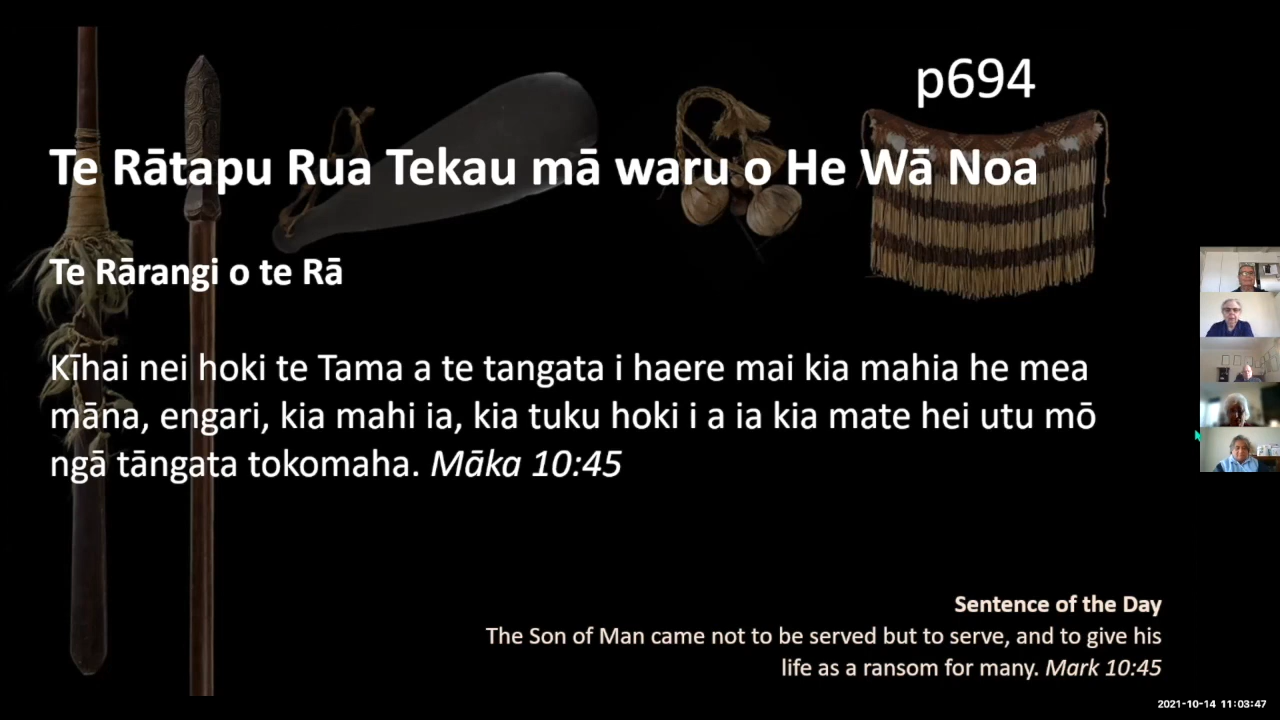 p694
Te Rātapu Rua Tekau mā waru o He Wā Noa
Te Rārangi o te Rā
Kīhai nei hoki te Tama a te tangata i haere mai kia mahia he mea
māna, engari, kia mahi ia, kia tuku hoki i a ia kia mate hei utu mō
ngā tāngata tokomaha. Māka 10:45
Sentence of the Day
The Son of Man came not to be served but to serve, and to give his
life as a ransom for many. Mark 10:45
2021-10-14 11:03:47